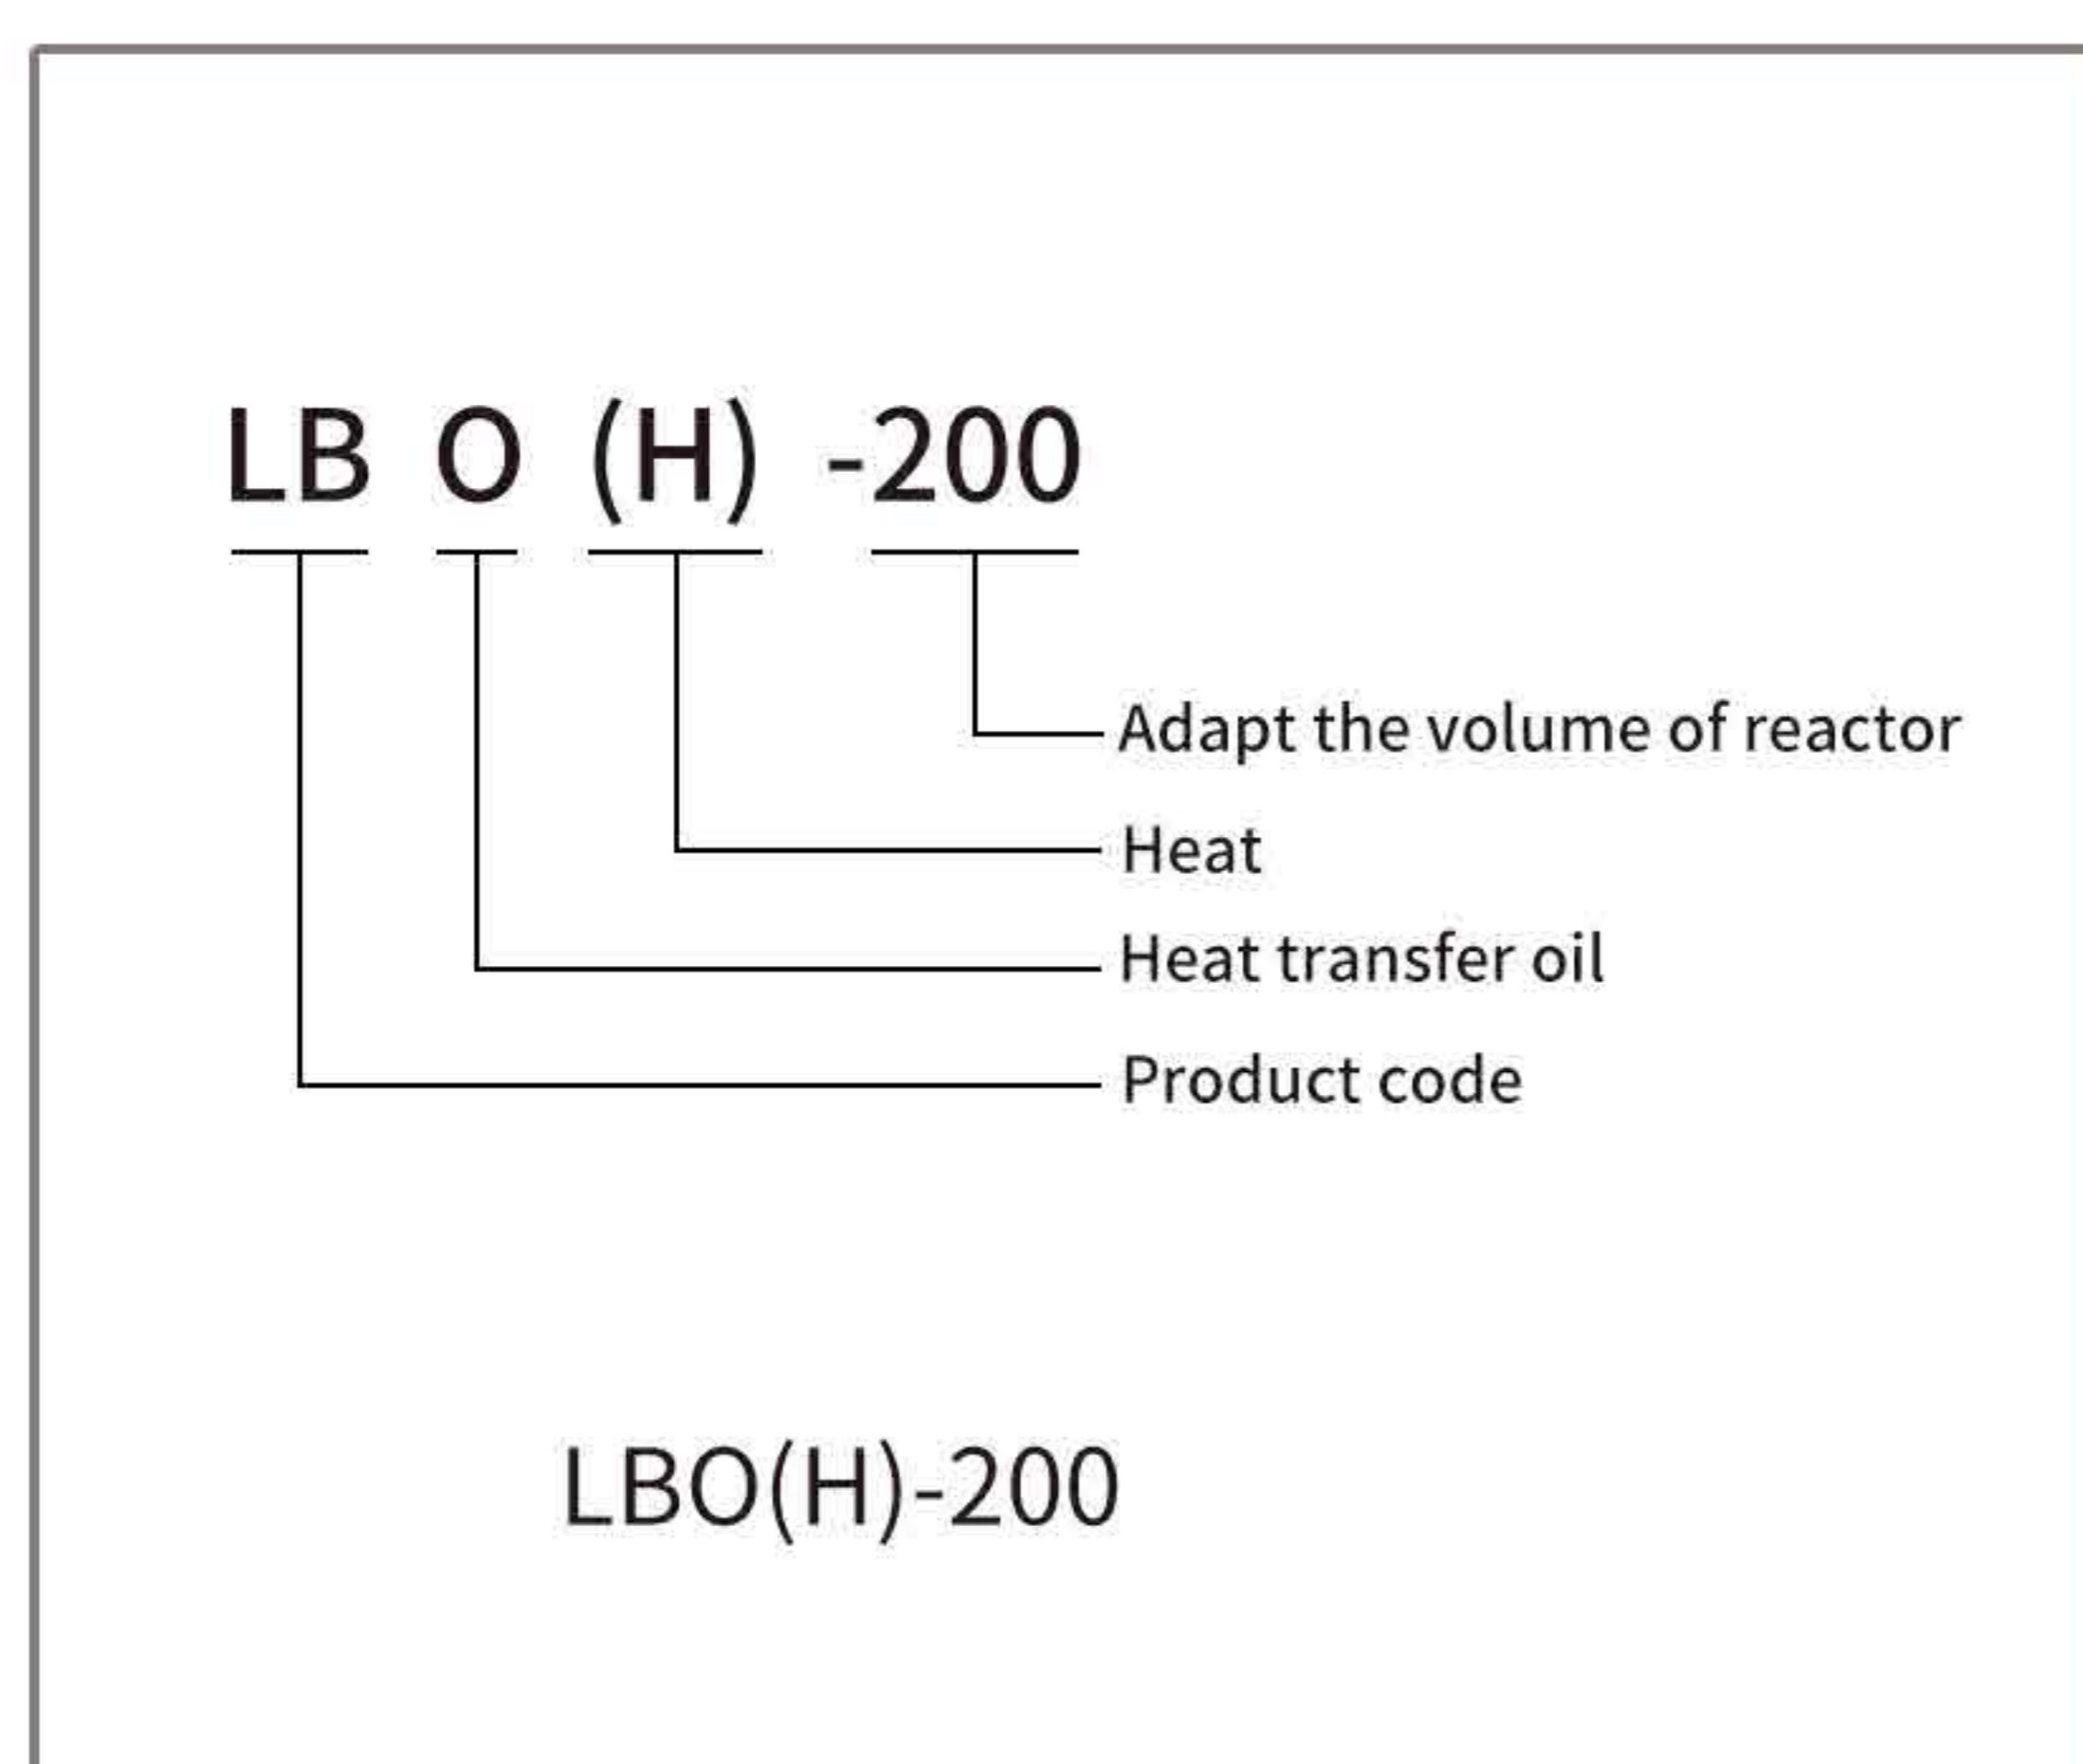 LB O (H) -200
Adapt the volume of reactor
Heat
Heat transfer oil
Product code
LBO(H)-200